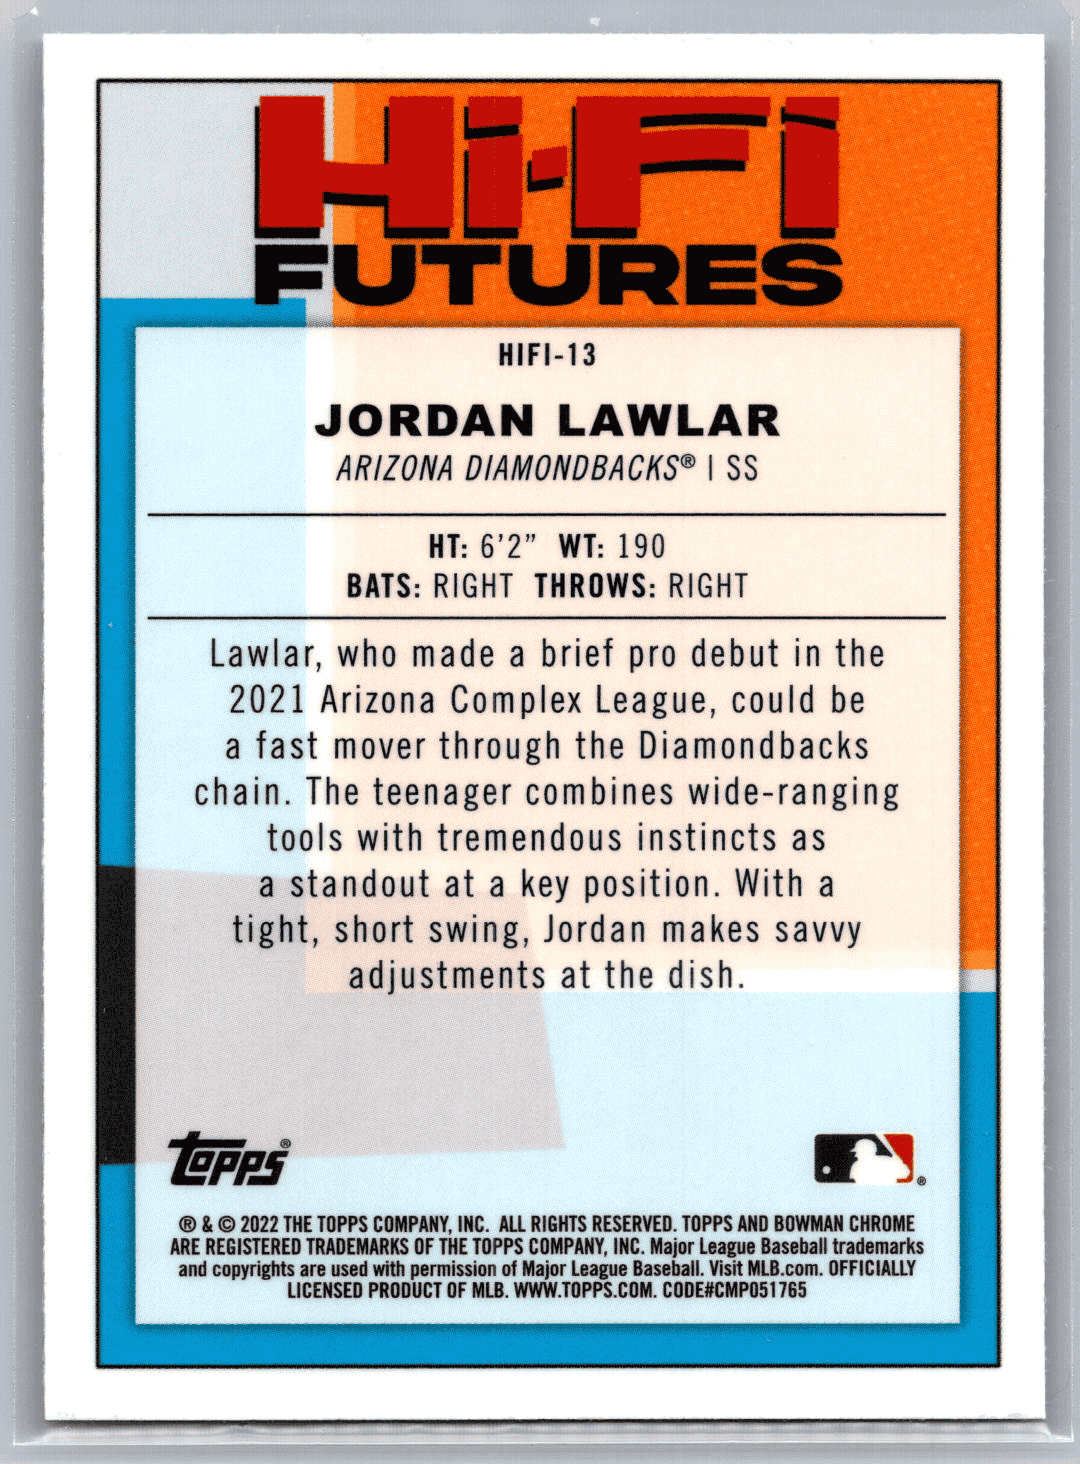 Hi-Fi
FUTURES
HIFI-13
JORDAN LAWLAR
ARIZONA DIAMONDBACKS® | SS
HT: 6'2” WT: 190
BATS: RIGHT THROWS: RIGHT
Lawlar, who made a brief pro debut in the
2021 Arizona Complex League, could be
a fast mover through the Diamondbacks
chain. The teenager combines wide-ranging
tools with tremendous instincts as
a standout at a key position. With a
tight, short swing, Jordan makes savvy
adjustments at the dish.
topps®
®
® & © 2022 THE TOPPS COMPANY, INC. ALL RIGHTS RESERVED. TOPPS AND BOWMAN CHROME
ARE REGISTERED TRADEMARKS OF THE TOPPS COMPANY, INC. Major League Baseball trademarks
and copyrights are used with permission of Major League Baseball. Visit MLB.com. OFFICIALLY
LICENSED PRODUCT OF MLB. WWW.TOPPS.COM. CODE#CMP051765